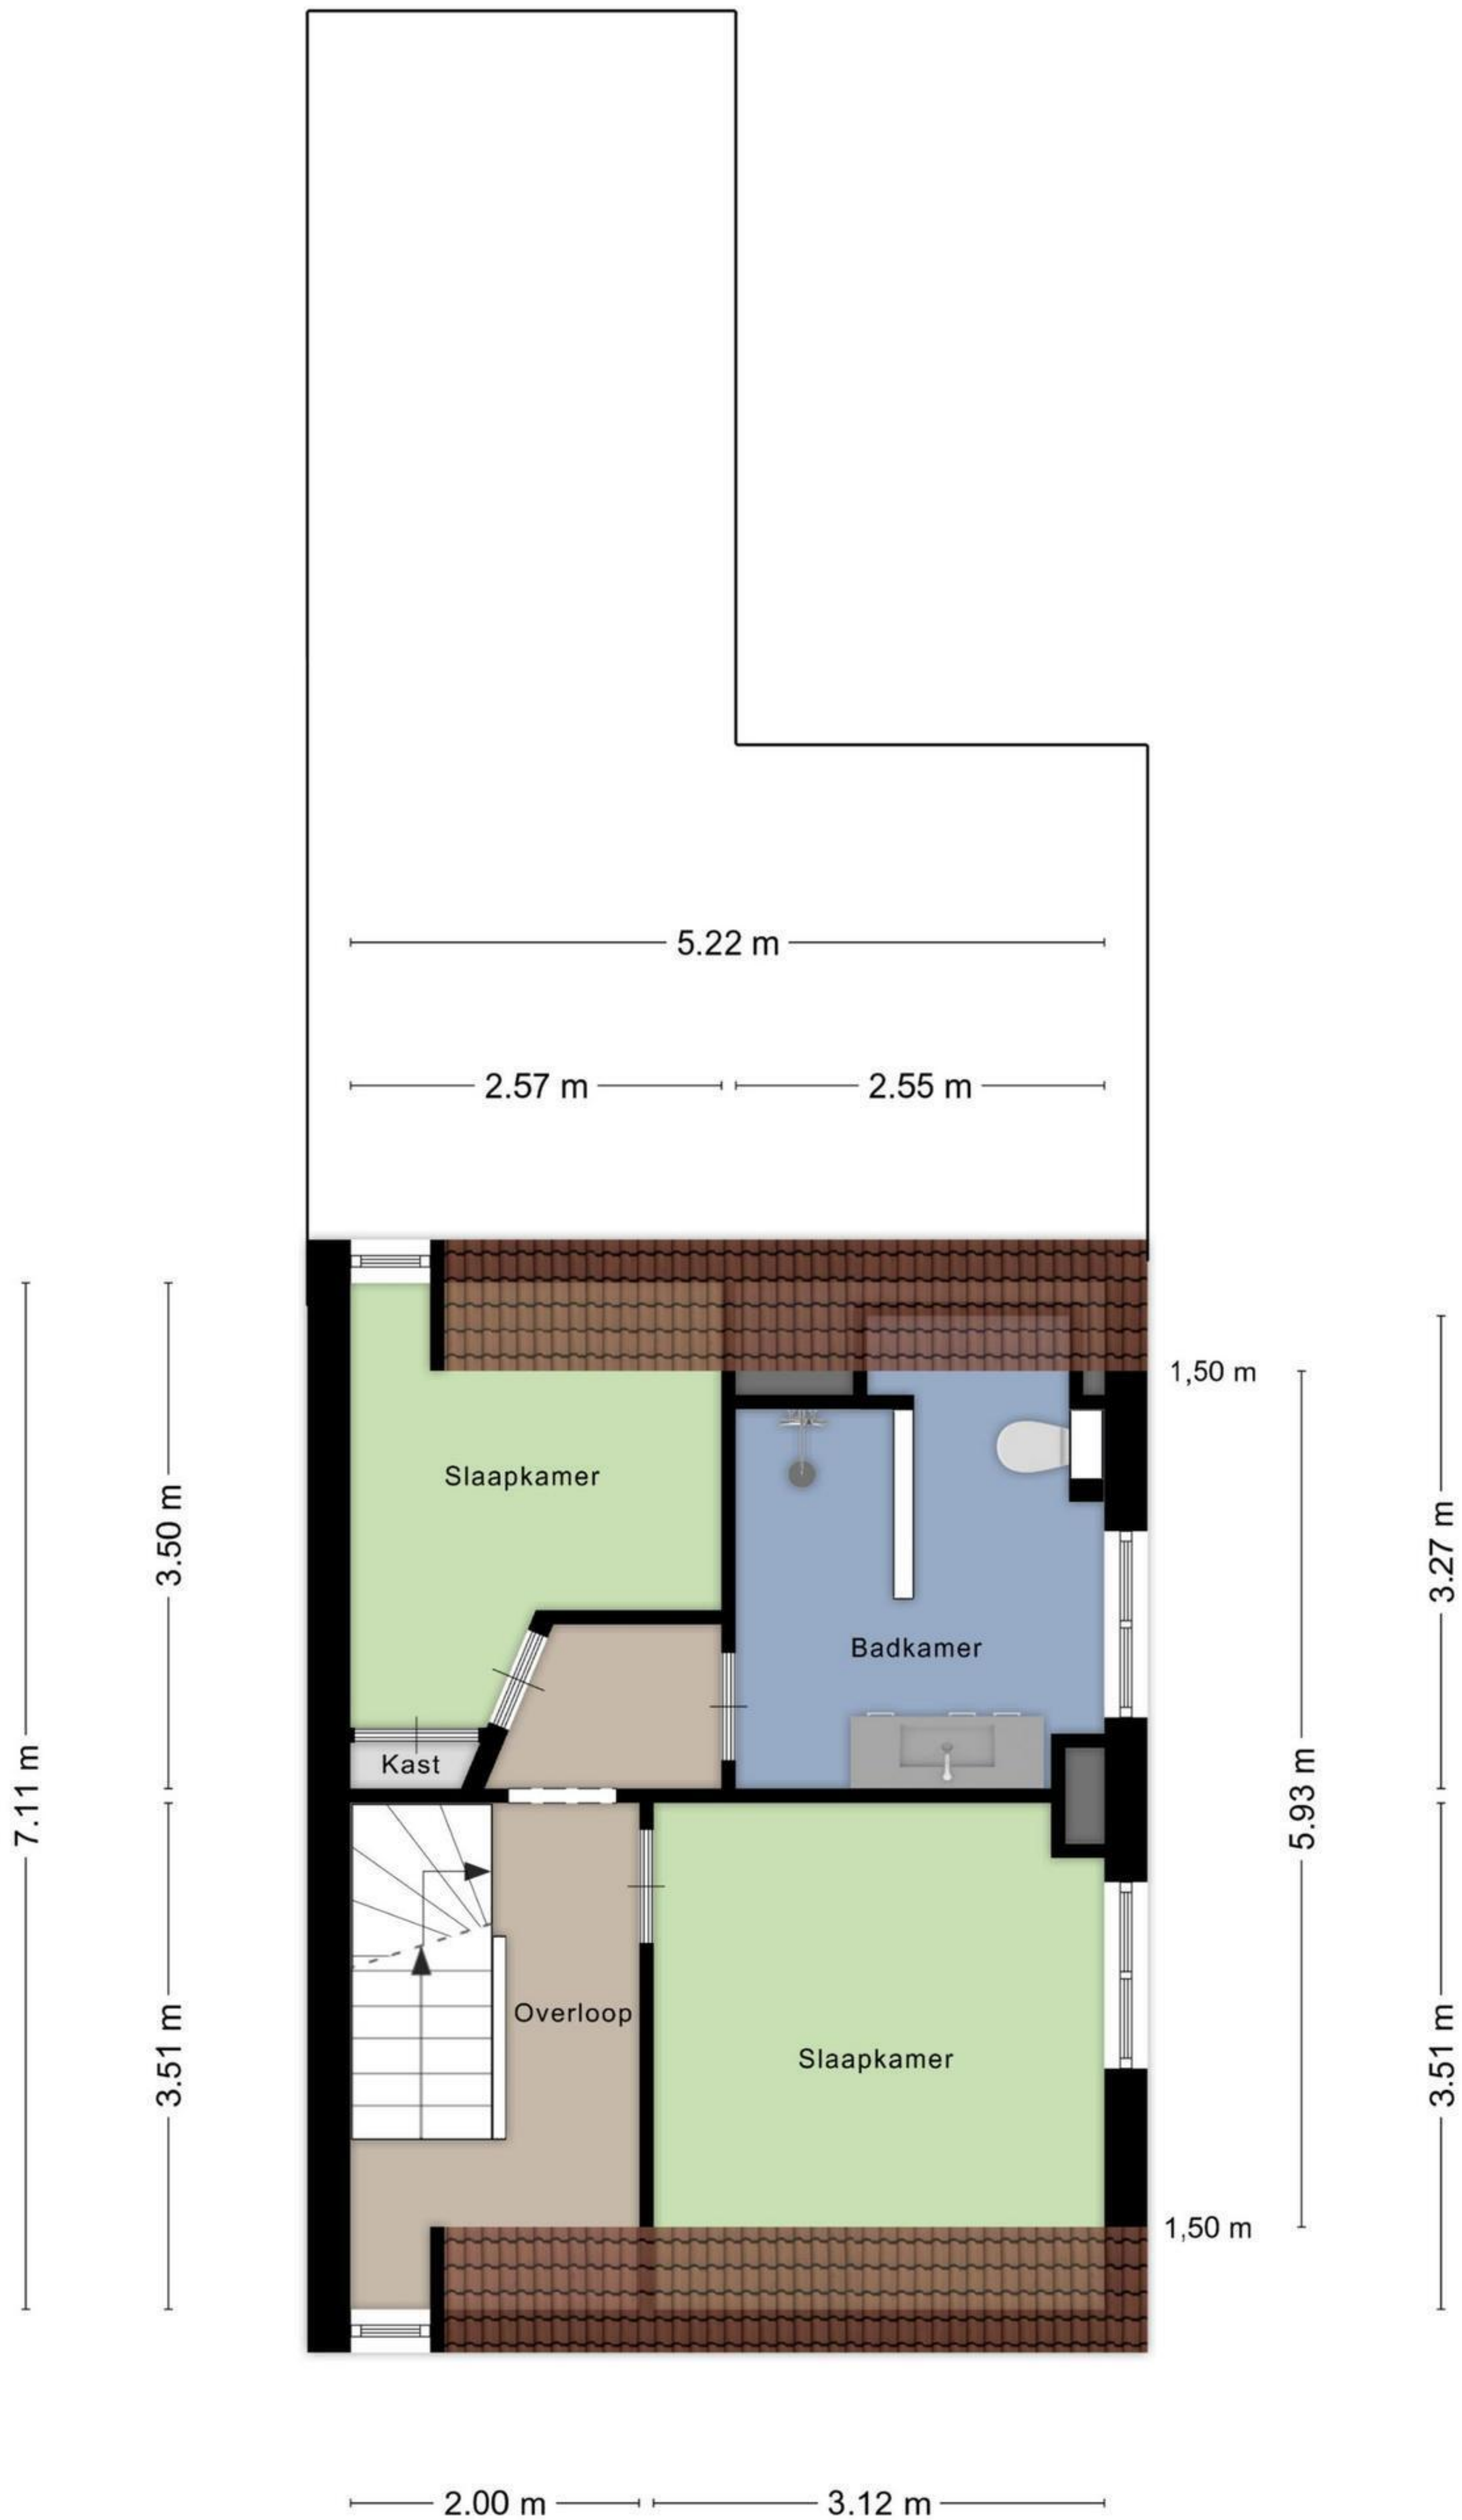 5.22 m
2.57 m
2.55 m
1,50 m
Slaapkamer
3.50 m
3.27 m
Badkamer
Kast
7.11 m
5.93 m
Overloop
3.51 m
Slaapkamer
3.51 m
1,50 m
2.00 m
3.12 m